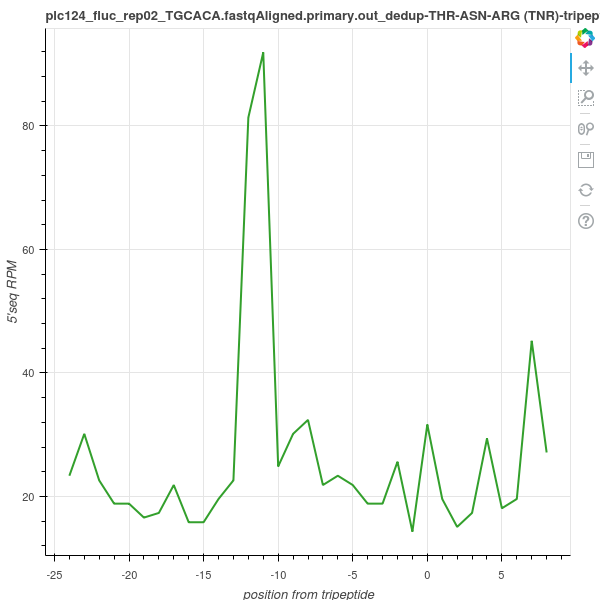 plc124_fluc_rep02_TGCACA.fastqAligned.primary.out_dedup-THR-ASN-ARG (TNR)-tripep
5'seq RPM
80
60
40
20
-25 -20 -15 -10 -5 0 5
position from tripeptide